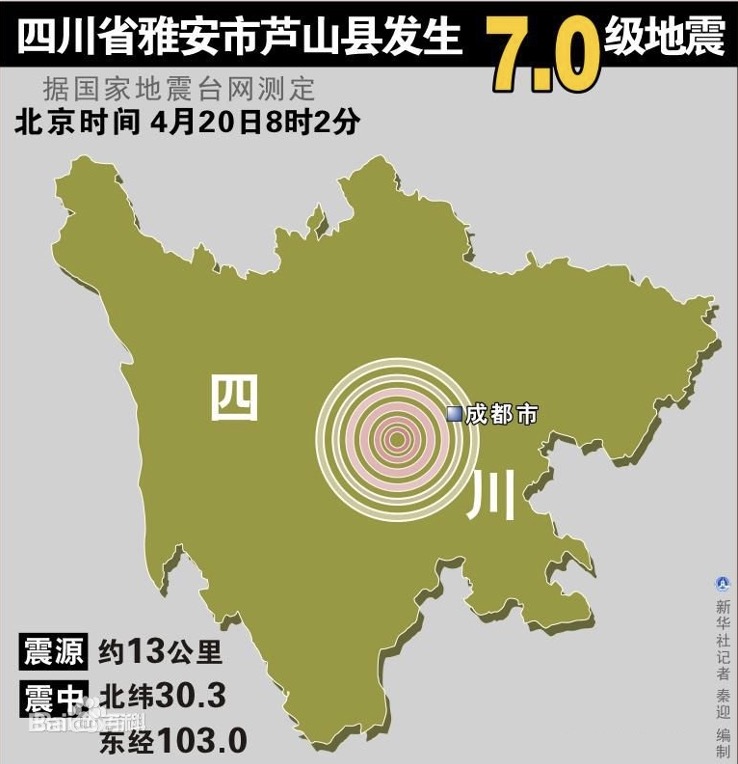 四川省雅安市芦山县发生7.0级地震
据国家地震台网测定
北京时间 4月20日8时2分
四
成都市
川
震源 约13公里
震中 北纬30.3
东经103.0
Baidu百科
新华社记者 秦迎 编制